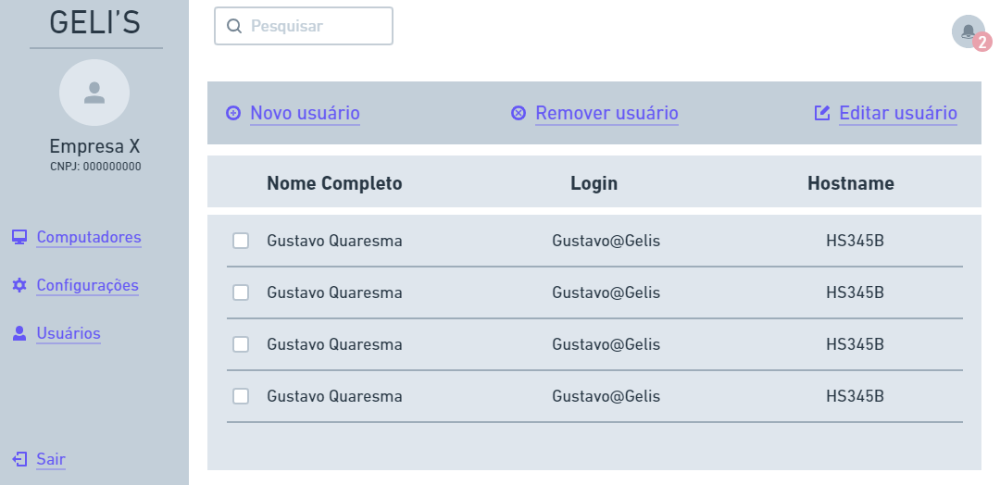 GELI'S
Empresa X
CNPJ: 000000000
Computadores
Configurações
Usuários
Sair
Pesquisar
2
Novo usuário Remover usuário Editar usuário
Nome Completo Login Hostname
Gustavo Quaresma Gustavo@Gelis HS345B
Gustavo Quaresma Gustavo@Gelis HS345B
Gustavo Quaresma Gustavo@Gelis HS345B
Gustavo Quaresma Gustavo@Gelis HS345B